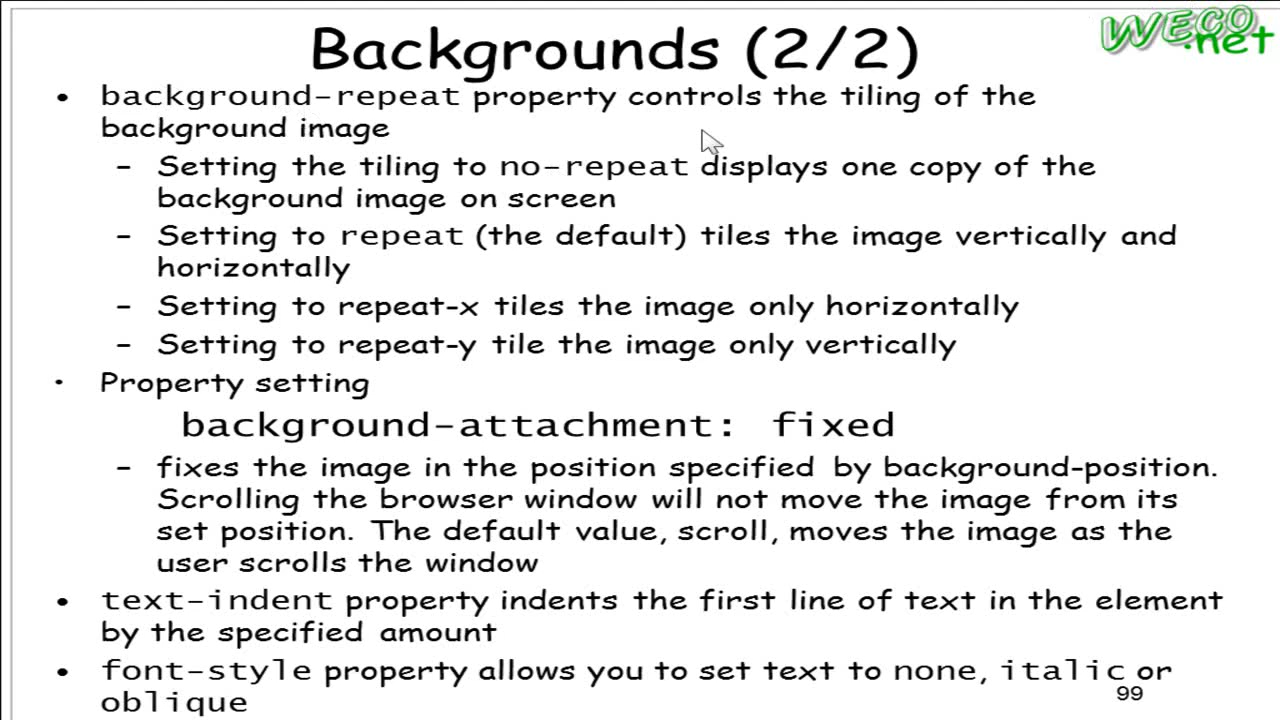 Backgrounds (2/2)
WECO
.net
• background-repeat property controls the tiling of the
background image
– Setting the tiling to no-repeat displays one copy of the
background image on screen
– Setting to repeat (the default) tiles the image vertically and
horizontally
– Setting to repeat-x tiles the image only horizontally
– Setting to repeat-y tile the image only vertically
• Property setting
background-attachment: fixed
– fixes the image in the position specified by background-position.
Scrolling the browser window will not move the image from its
set position. The default value, scroll, moves the image as the
user scrolls the window
• text-indent property indents the first line of text in the element
by the specified amount
• font-style property allows you to set text to none, italic or
oblique
99